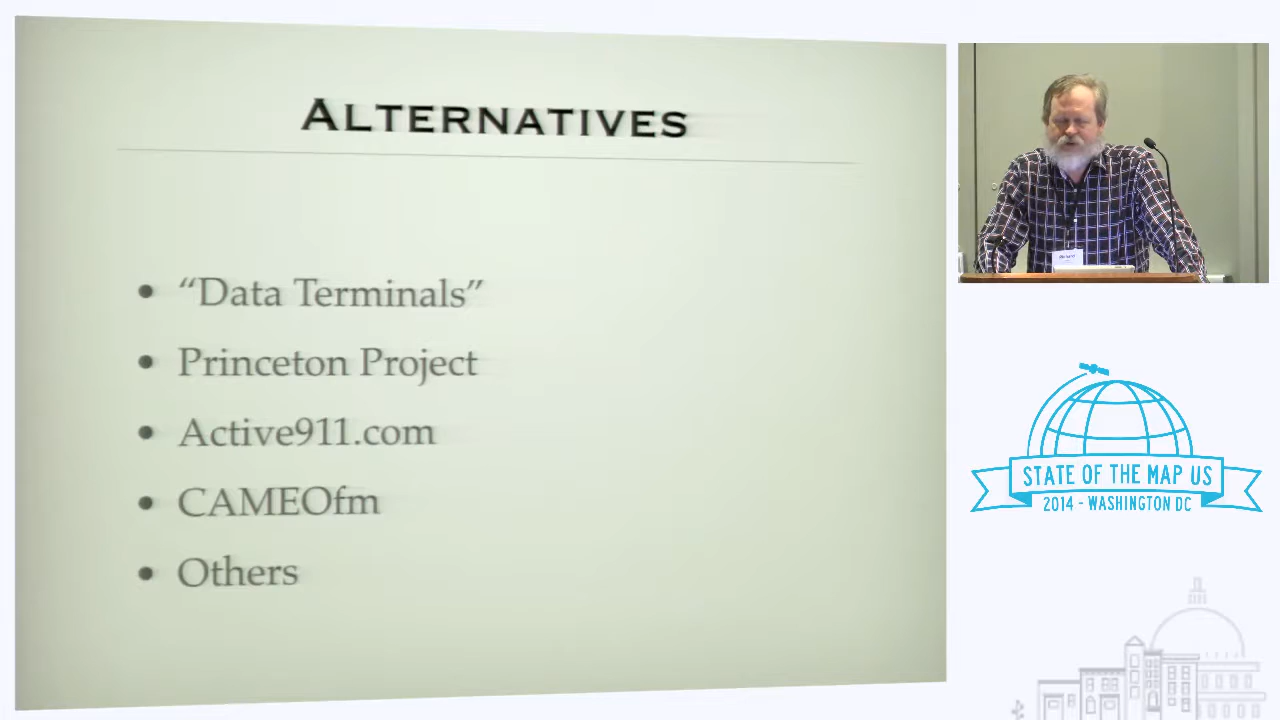 ALTERNATIVES
“Data Terminals”
Princeton Project
Active911.com
CAMEOfm
Others
STATE OF THE MAP US
2014 - WASHINGTON DC